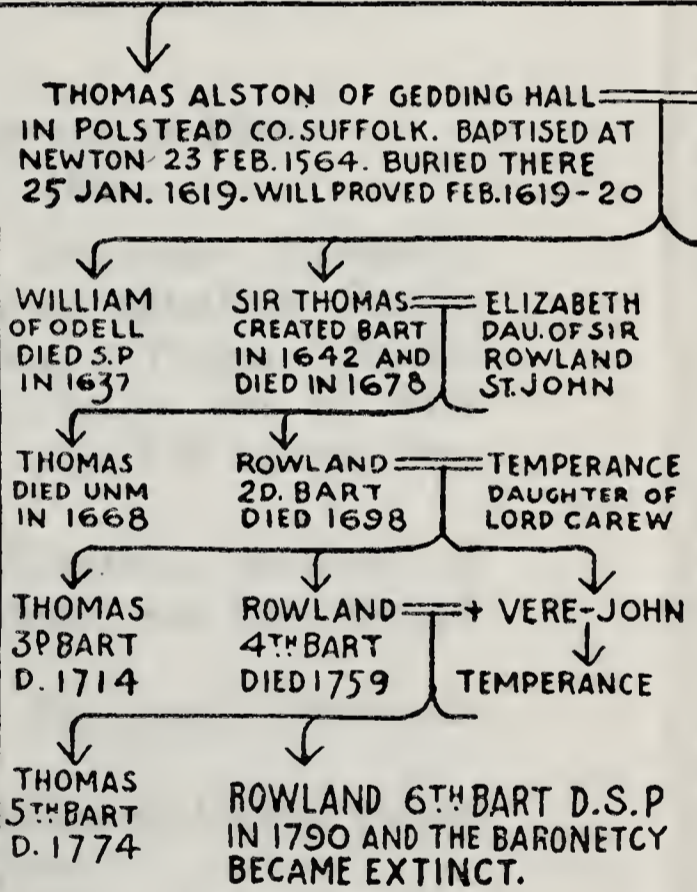 THOMAS ALSTON OF GEDDING HALL
IN POLSTEAD CO. SUFFOLK. BAPTISED AT
NEWTON 23 FEB. 1564. BURIED THERE
25 JAN. 1619. WILL PROVED FEB. 1619-20
WILLIAM
OF ODELL
DIED S.P
IN 1637
SIR THOMAS
CREATED BART
IN 1642 AND
DIED IN 1678
ELIZABETH
DAU. OF SIR
ROWLAND
ST. JOHN
THOMAS
DIED UNM
IN 1668
ROWLAND
2D. BART
DIED 1698
TEMPERANCE
DAUGHTER OF
LORD CAREW
THOMAS
3P BART
D. 1714
ROWLAND
4TH BART
DIED 1759
+ VERE-JOHN
TEMPERANCE
THOMAS
5TH BART
D. 1774
ROWLAND 6TH BART D.S.P
IN 1790 AND THE BARONETCY
BECAME EXTINCT.